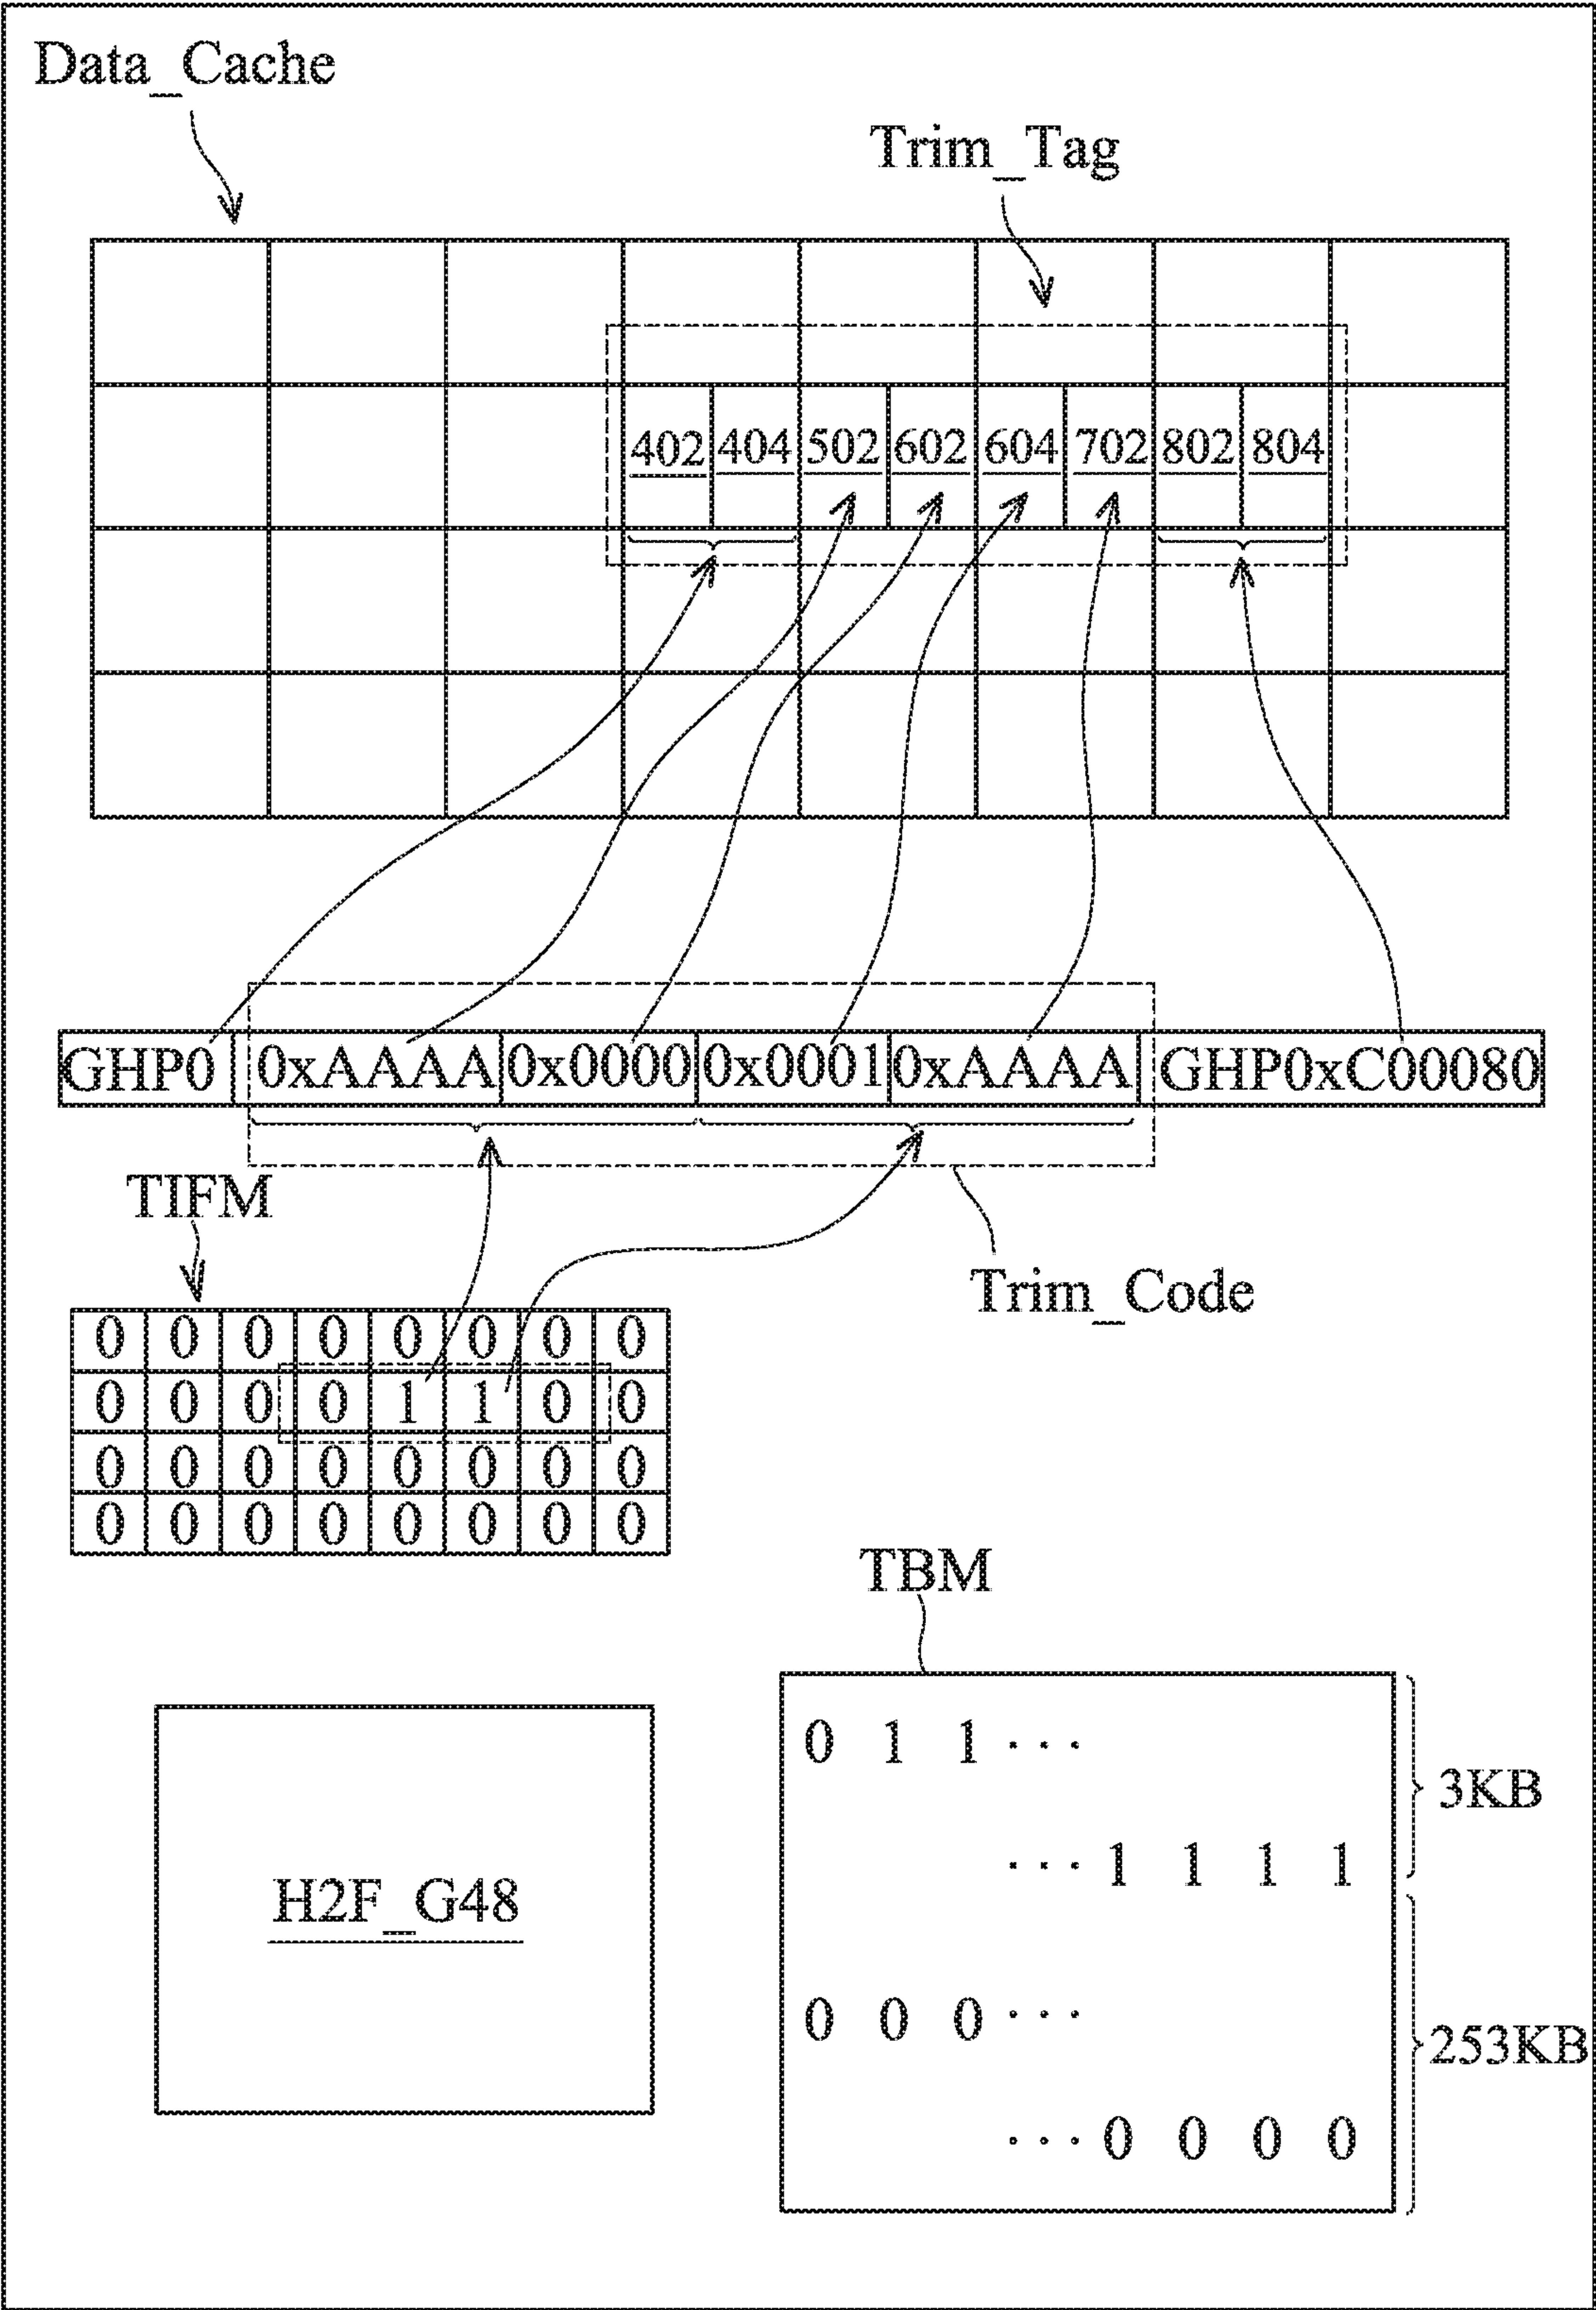 Data_Cache
Trim_Tag
402 404 502 602 604 702 802 804
GHP0 0xAAAA 0x0000 0x0001 0xAAAA GHP0xC00080
TIFM
Trim_Code
0 0 0 0 0 0 0 0
0 0 0 0 1 1 0 0
0 0 0 0 0 0 0 0
0 0 0 0 0 0 0 0
TBM
0 1 1 ···
3KB
··· 1 1 1 1
H2F_G48
0 0 0 ···
253KB
··· 0 0 0 0